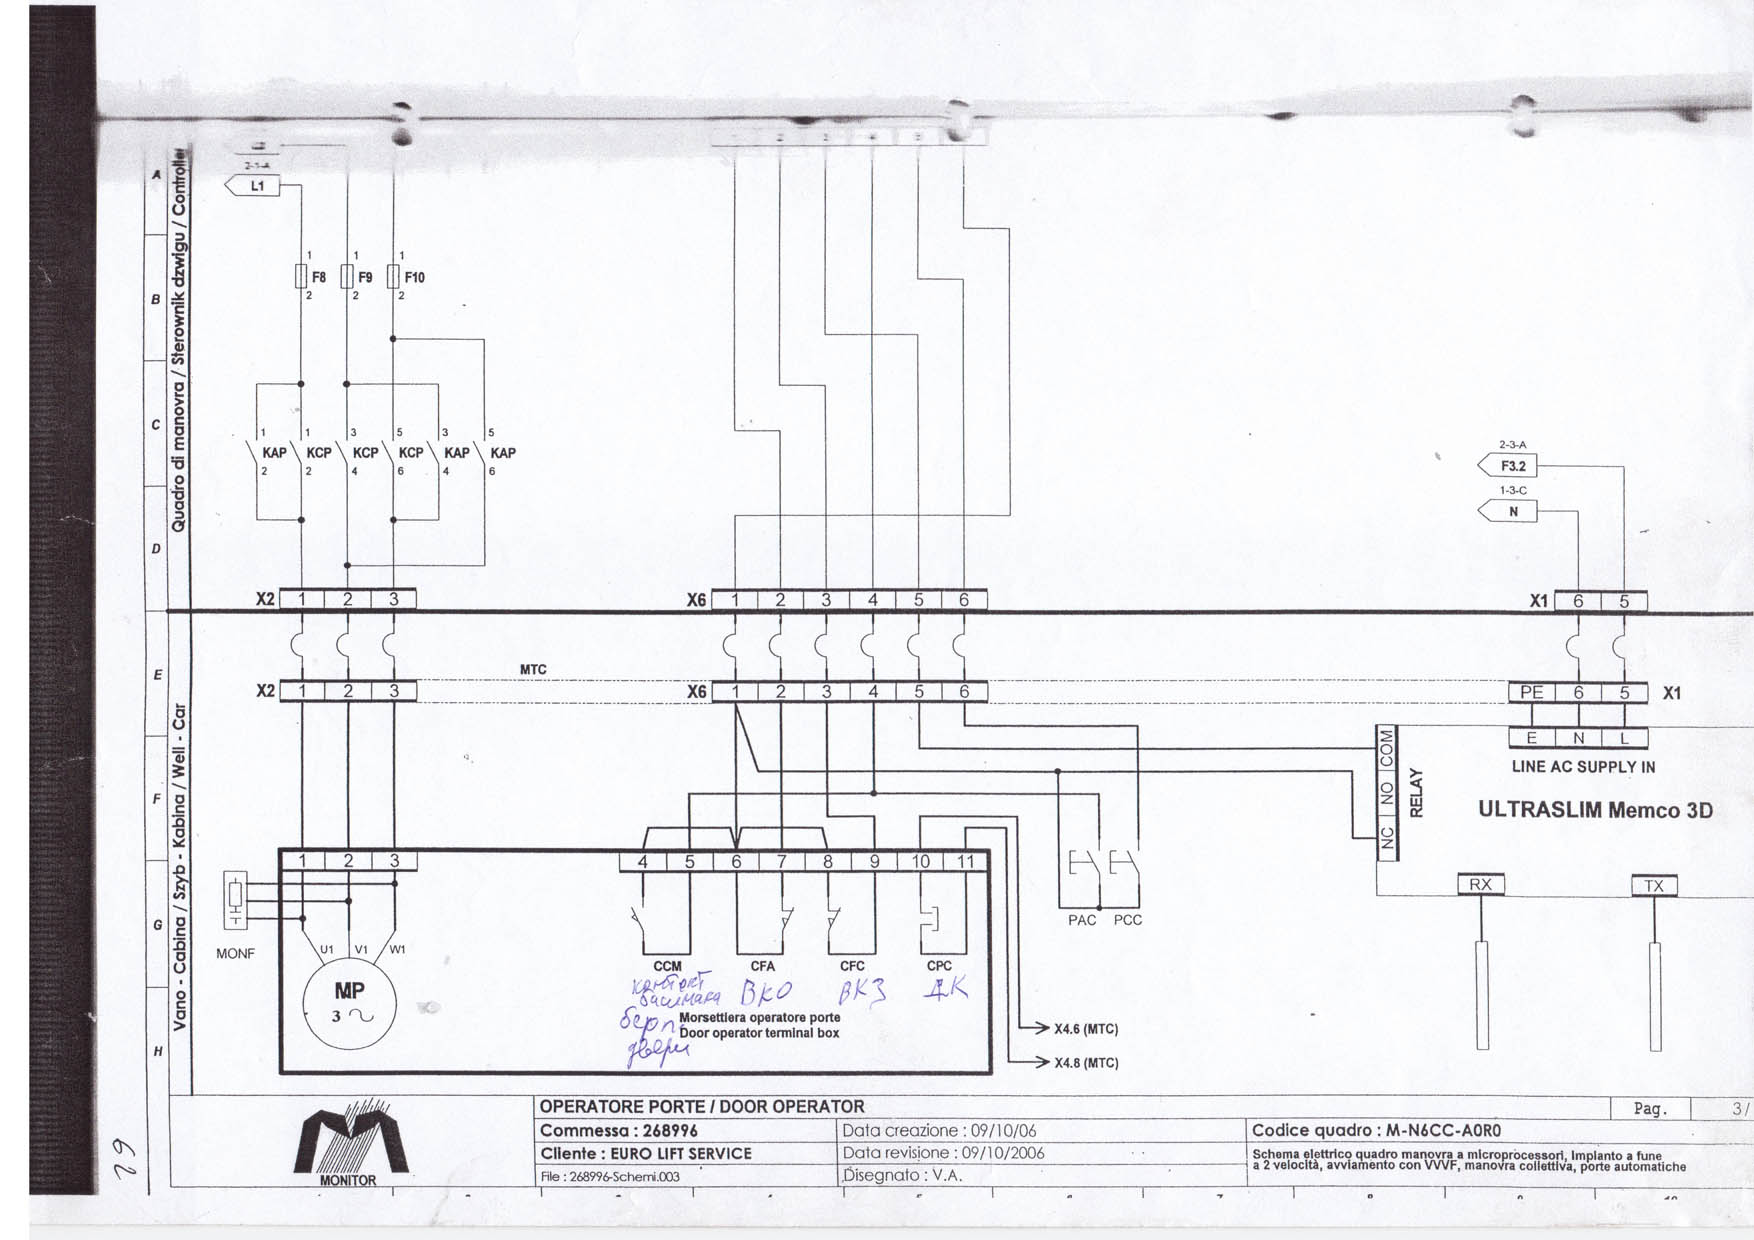 1 2 3 4 5 6
2-1-A
L1
A
B
C
D
E
F
G
H
Quadro di manovra / Sterownik dzwigu / Controller
Vano - Cabina / Szyb - Kabina / Well - Car
1 1 1
F8 F9 F10
2 2 2
1 1 3 5 3 5
KAP KCP KCP KCP KAP KAP
2 2 4 6 4 6
2-3-A
F3.2
1-3-C
N
X2 1 2 3
X6 1 2 3 4 5 6
X1 6 5
MTC
X2 1 2 3
X6 1 2 3 4 5 6
PE 6 5 X1
E N L
LINE AC SUPPLY IN
NC NO COM
RELAY
ULTRASLIM Memco 3D
1 2 3
4 5 6 7 8 9 10 11
RX TX
PAC PCC
MONF
U1 V1 W1
MP
3
CCM CFA CFC CPC
контакт
башмака ВКО ВКЗ ДК
двери
Morsettiera operatore porte
Door operator terminal box
X4.6 (MTC)
X4.8 (MTC)
MONITOR
OPERATORE PORTE / DOOR OPERATOR
Pag. 3/
Commessa : 268996
Data creazione : 09/10/06
Codice quadro : M-N6CC-A0R0
Cliente : EURO LIFT SERVICE
Data revisione : 09/10/2006
Schema elettrico quadro manovra a microprocessori, Impianto a fune
a 2 velocità, avviamento con VVVF, manovra collettiva, porte automatiche
File : 268996-Schemi.003
Disegnato : V.A.